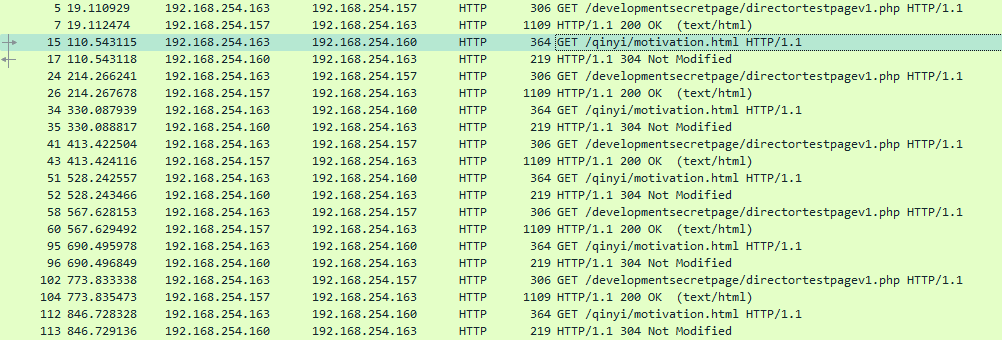 5 19.110929 192.168.254.163 192.168.254.157 HTTP 306 GET /developmentsecretpage/directortestpagev1.php HTTP/1.1
7 19.112474 192.168.254.157 192.168.254.163 HTTP 1109 HTTP/1.1 200 OK (text/html)
15 110.543115 192.168.254.163 192.168.254.160 HTTP 364 GET /qinyi/motivation.html HTTP/1.1
17 110.543118 192.168.254.160 192.168.254.163 HTTP 219 HTTP/1.1 304 Not Modified
24 214.266241 192.168.254.163 192.168.254.157 HTTP 306 GET /developmentsecretpage/directortestpagev1.php HTTP/1.1
26 214.267678 192.168.254.157 192.168.254.163 HTTP 1109 HTTP/1.1 200 OK (text/html)
34 330.087939 192.168.254.163 192.168.254.160 HTTP 364 GET /qinyi/motivation.html HTTP/1.1
35 330.088817 192.168.254.160 192.168.254.163 HTTP 219 HTTP/1.1 304 Not Modified
41 413.422504 192.168.254.163 192.168.254.157 HTTP 306 GET /developmentsecretpage/directortestpagev1.php HTTP/1.1
43 413.424116 192.168.254.157 192.168.254.163 HTTP 1109 HTTP/1.1 200 OK (text/html)
51 528.242557 192.168.254.163 192.168.254.160 HTTP 364 GET /qinyi/motivation.html HTTP/1.1
52 528.243466 192.168.254.160 192.168.254.163 HTTP 219 HTTP/1.1 304 Not Modified
58 567.628153 192.168.254.163 192.168.254.157 HTTP 306 GET /developmentsecretpage/directortestpagev1.php HTTP/1.1
60 567.629492 192.168.254.157 192.168.254.163 HTTP 1109 HTTP/1.1 200 OK (text/html)
95 690.495978 192.168.254.163 192.168.254.160 HTTP 364 GET /qinyi/motivation.html HTTP/1.1
96 690.496849 192.168.254.160 192.168.254.163 HTTP 219 HTTP/1.1 304 Not Modified
102 773.833338 192.168.254.163 192.168.254.157 HTTP 306 GET /developmentsecretpage/directortestpagev1.php HTTP/1.1
104 773.835473 192.168.254.157 192.168.254.163 HTTP 1109 HTTP/1.1 200 OK (text/html)
112 846.728328 192.168.254.163 192.168.254.160 HTTP 364 GET /qinyi/motivation.html HTTP/1.1
113 846.729136 192.168.254.160 192.168.254.163 HTTP 219 HTTP/1.1 304 Not Modified